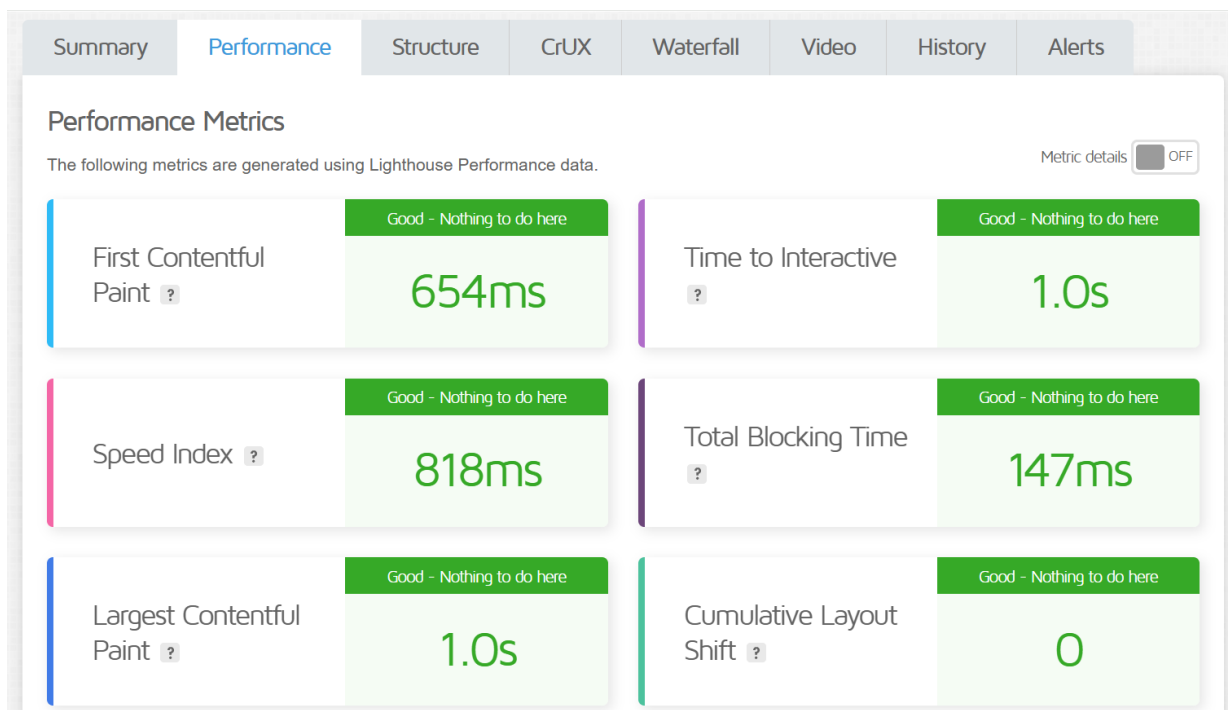 Summary Performance Structure CrUX Waterfall Video History Alerts
Performance Metrics
The following metrics are generated using Lighthouse Performance data.
Metric details OFF
Good - Nothing to do here
First Contentful
Paint ?
654ms
Good - Nothing to do here
Time to Interactive
?
1.0s
Good - Nothing to do here
Speed Index ?
818ms
Good - Nothing to do here
Total Blocking Time
?
147ms
Good - Nothing to do here
Largest Contentful
Paint ?
1.0s
Good - Nothing to do here
Cumulative Layout
Shift ?
0